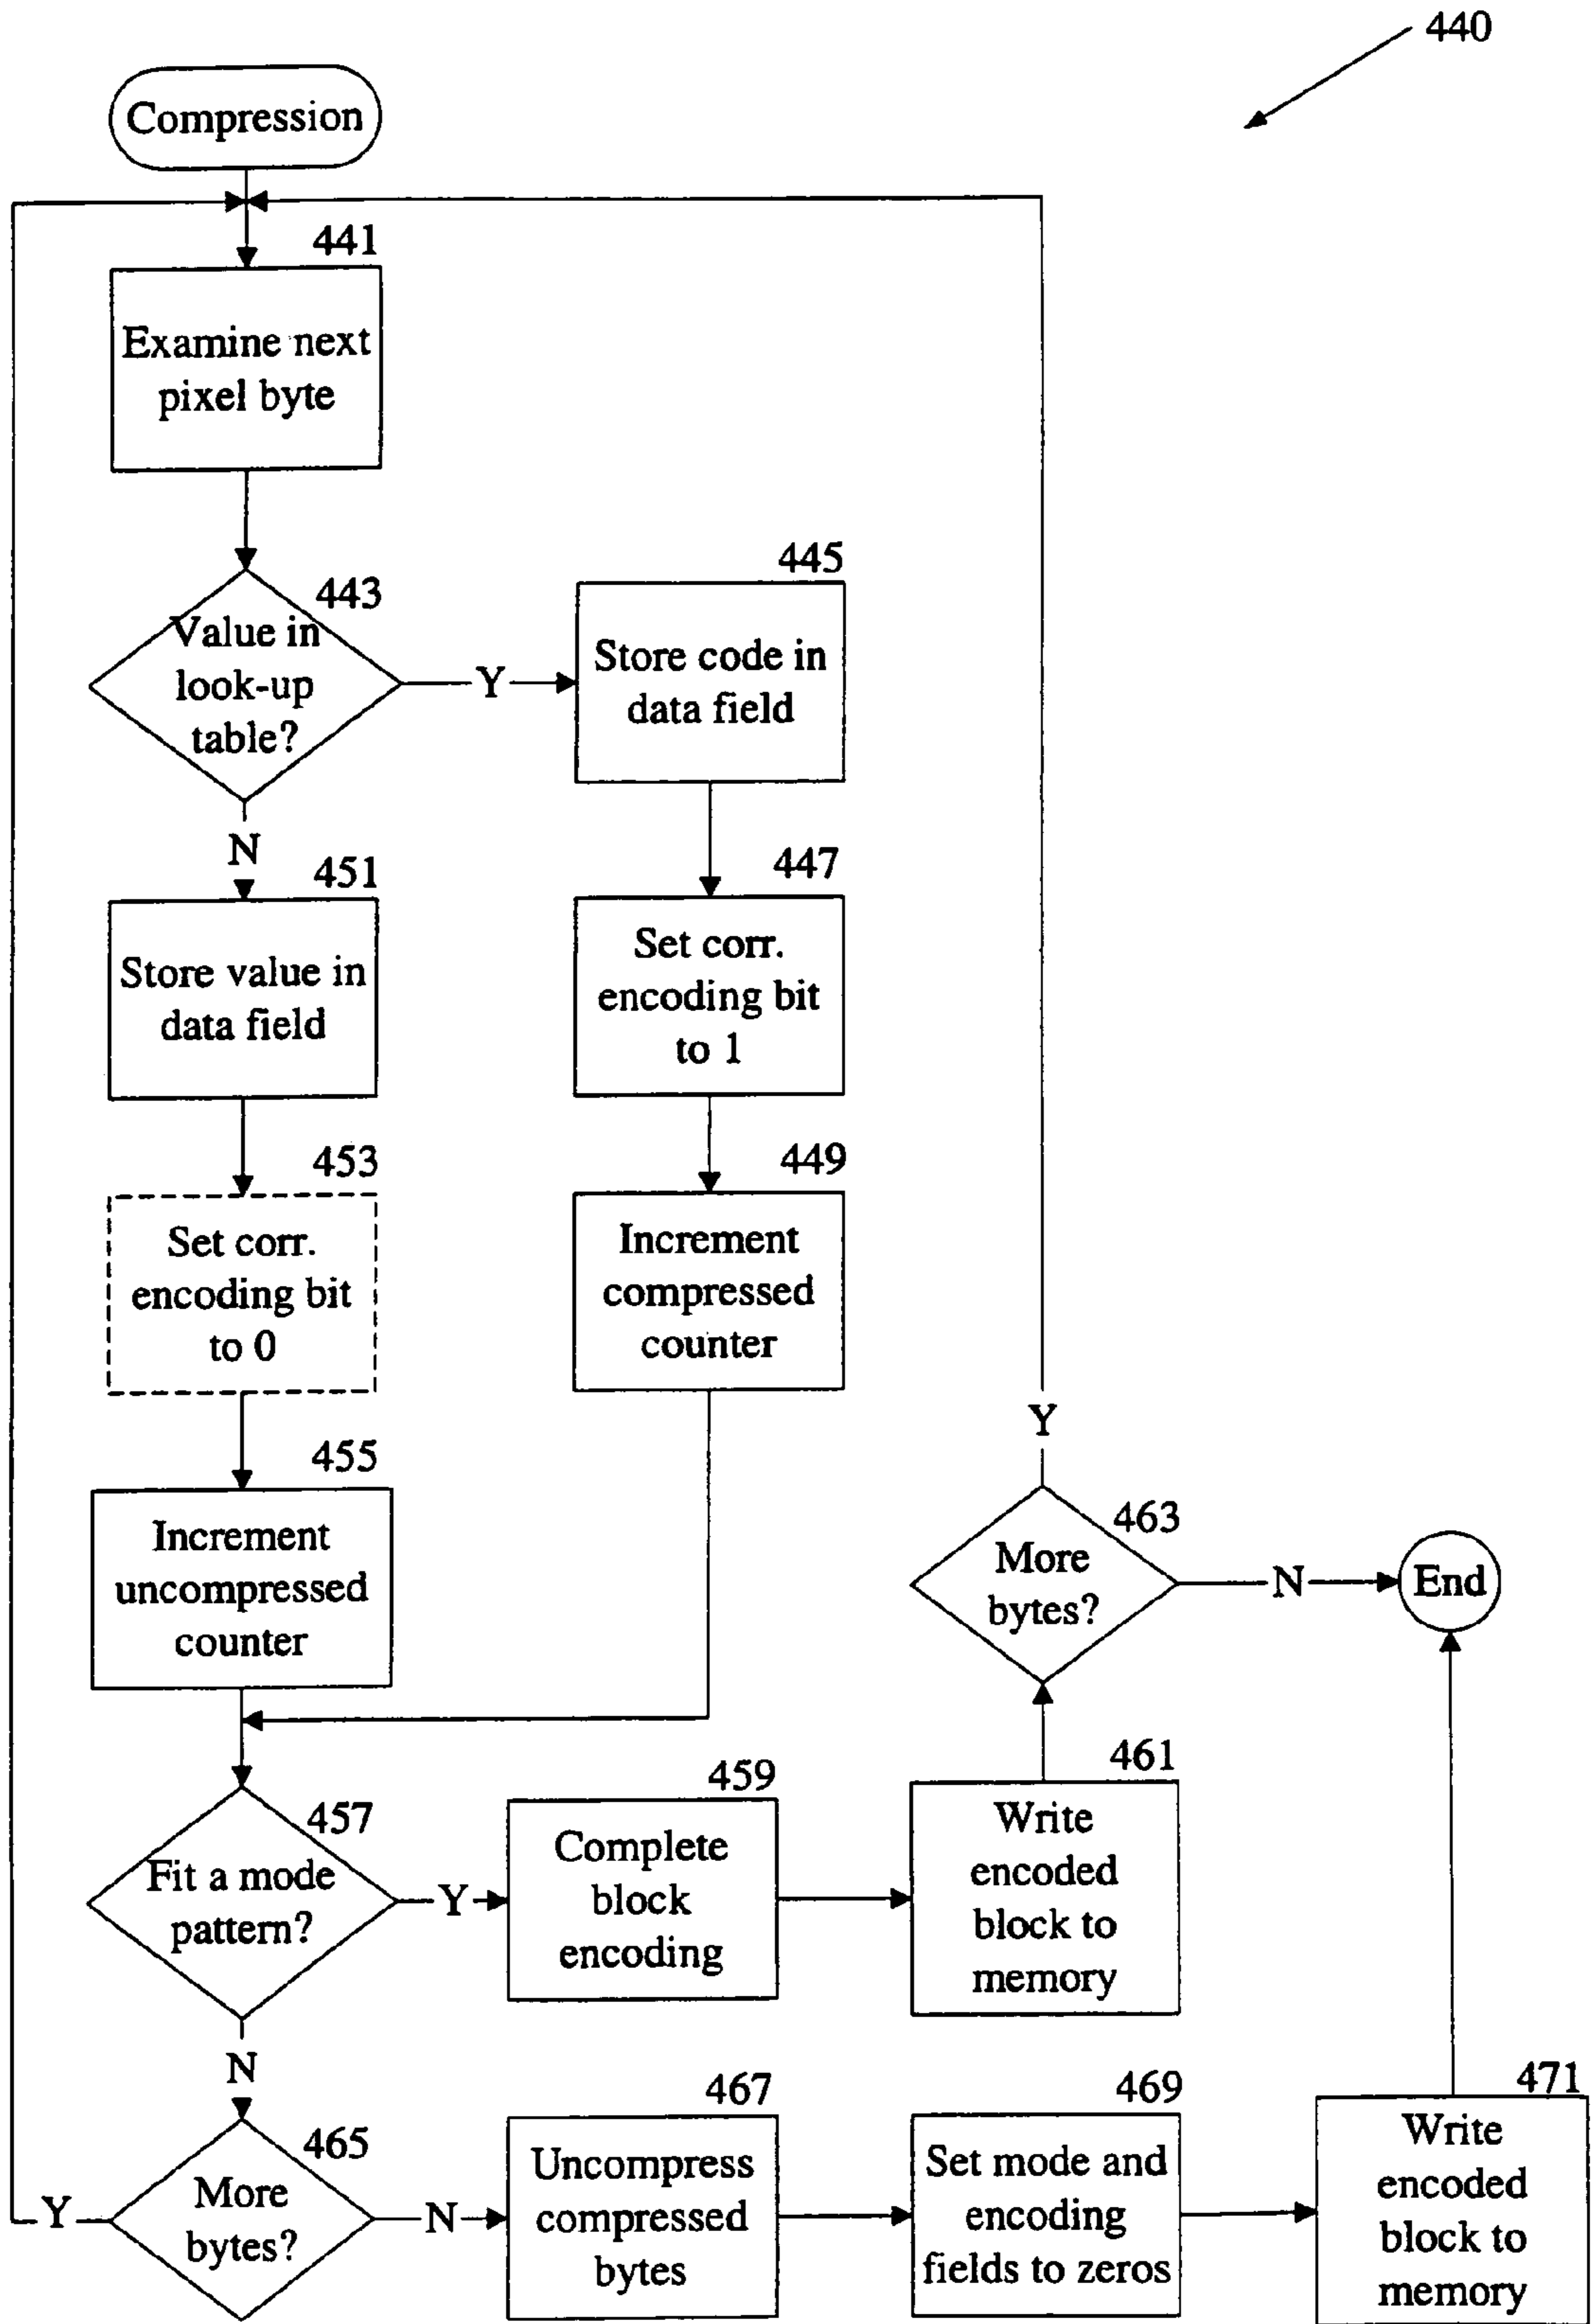 440
Compression
441
Examine next
pixel byte
443
Value in
look-up
table?
Y
445
Store code in
data field
N
447
Set corr.
encoding bit
to 1
451
Store value in
data field
449
Increment
compressed
counter
453
Set corr.
encoding bit
to 0
455
Increment
uncompressed
counter
457
Fit a mode
pattern?
Y
459
Complete
block
encoding
461
Write
encoded
block to
memory
463
More
bytes?
Y
N
End
N
465
More
bytes?
Y
N
467
Uncompress
compressed
bytes
469
Set mode and
encoding
fields to zeros
471
Write
encoded
block to
memory